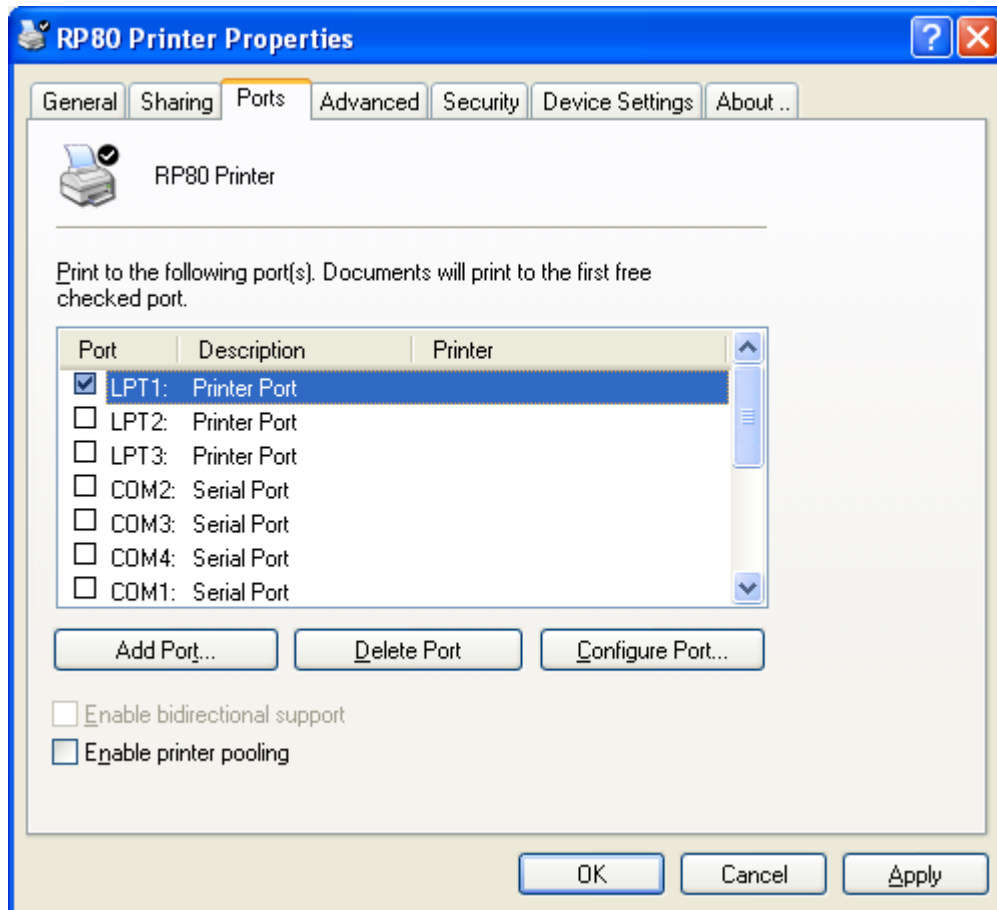 RP80 Printer Properties
General Sharing Ports Advanced Security Device Settings About ..
RP80 Printer
Print to the following port(s). Documents will print to the first free
checked port.
Port Description Printer
LPT1: Printer Port
LPT2: Printer Port
LPT3: Printer Port
COM2: Serial Port
COM3: Serial Port
COM4: Serial Port
COM1: Serial Port
Add Port... Delete Port Configure Port...
Enable bidirectional support
Enable printer pooling
OK Cancel Apply